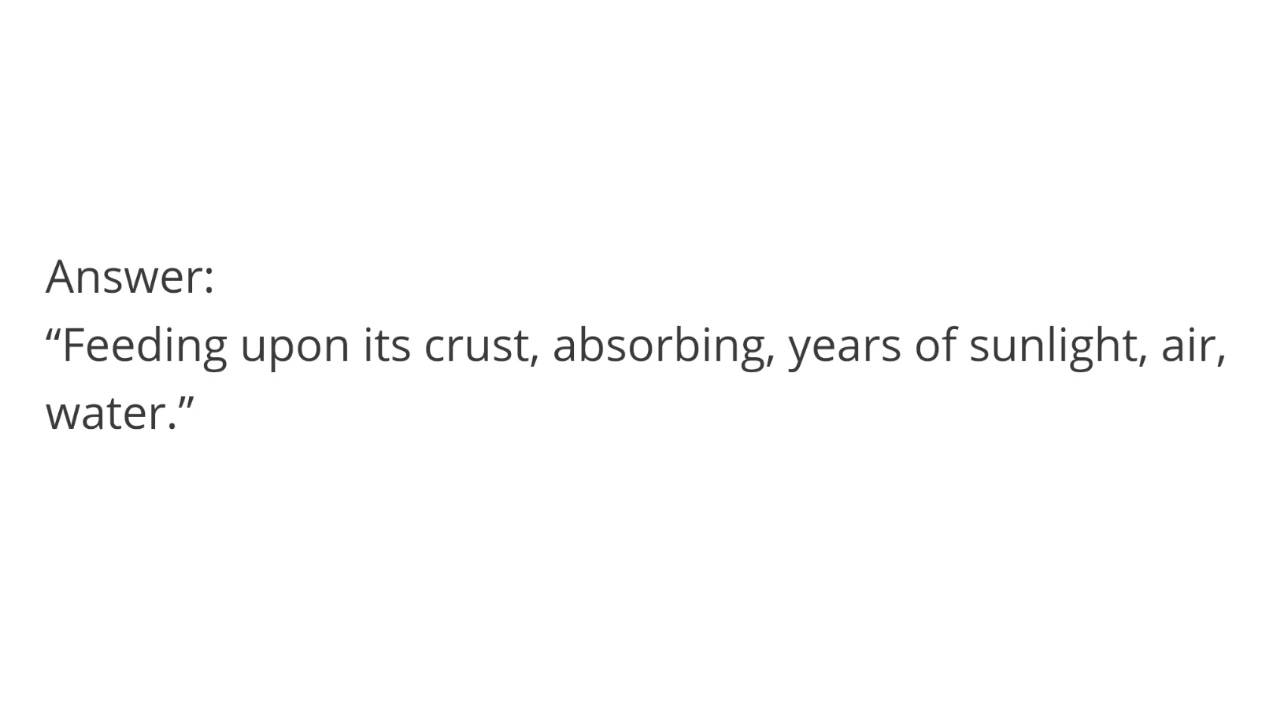 Answer:
“Feeding upon its crust, absorbing, years of sunlight, air,
water.”